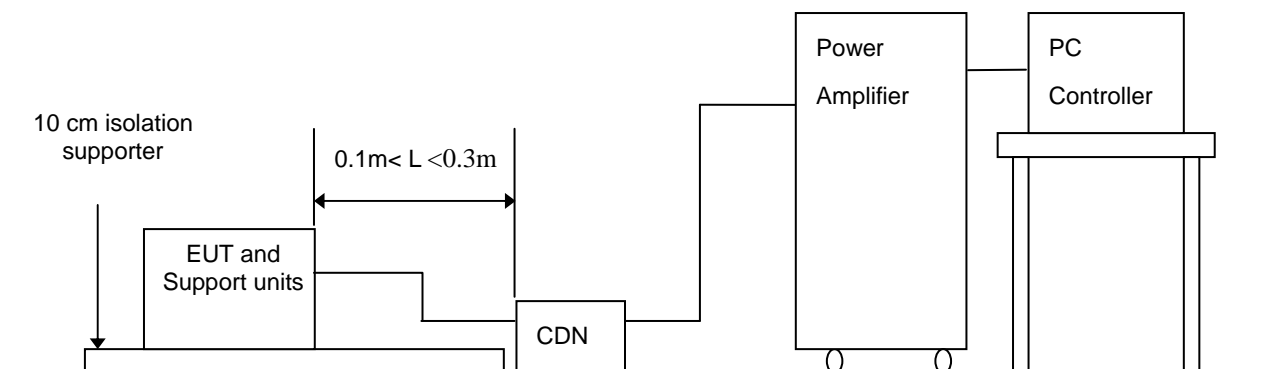 Power
Amplifier
PC
Controller
10 cm isolation
supporter
0.1m< L <0.3m
EUT and
Support units
CDN